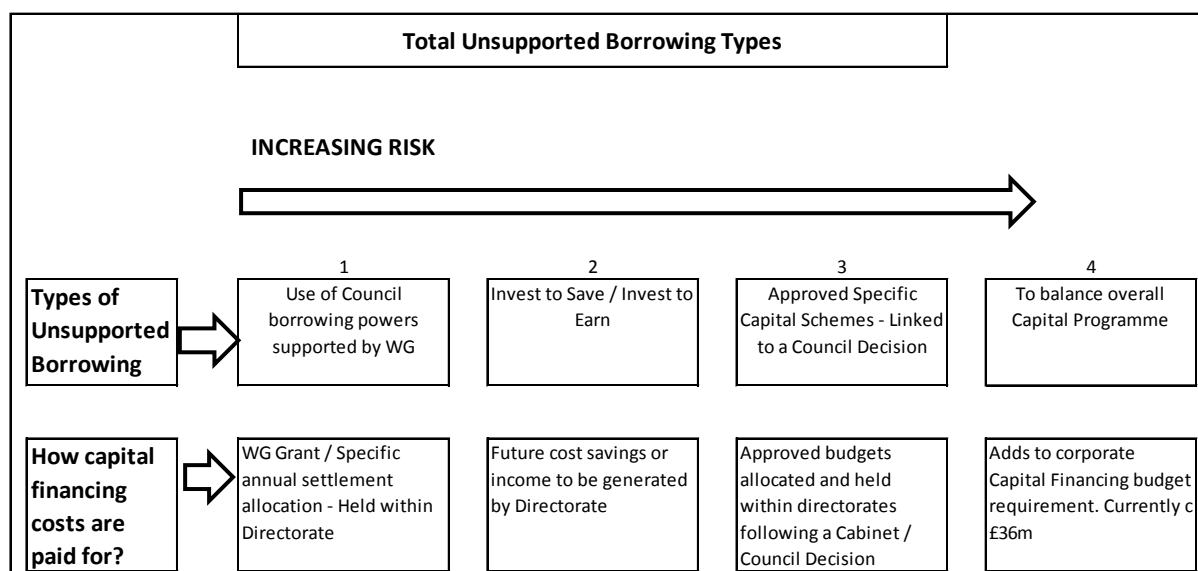 Total Unsupported Borrowing Types
INCREASING RISK
1
2
3
4
Types of
Unsupported
Borrowing
Use of Council
borrowing powers
supported by WG
Invest to Save / Invest to
Earn
Approved Specific
Capital Schemes - Linked
to a Council Decision
To balance overall
Capital Programme
How capital
financing
costs are
paid for?
WG Grant / Specific
annual settlement
allocation - Held within
Directorate
Future cost savings or
income to be generated
by Directorate
Approved budgets
allocated and held
within directorates
following a Cabinet /
Council Decision
Adds to corporate
Capital Financing budget
requirement. Currently c
£36m